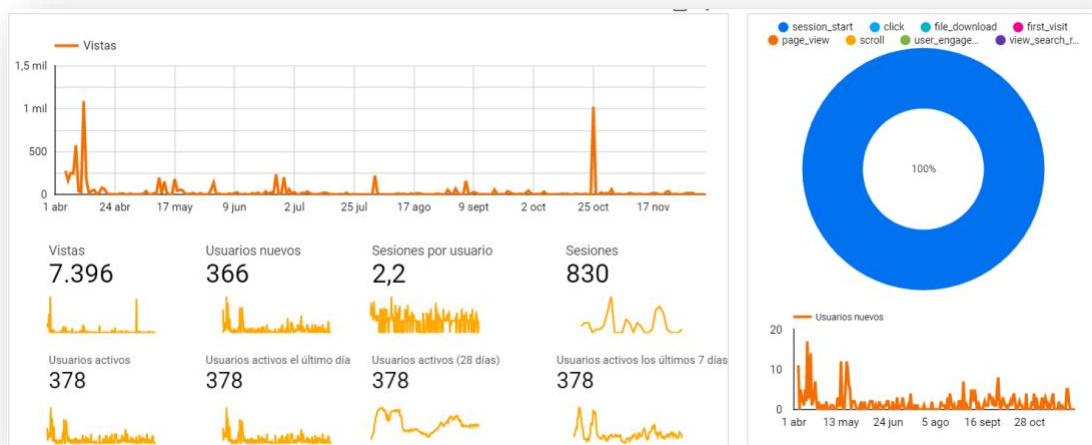 Vistas
1,5 mil
1 mil
500
0
1 abr 24 abr 17 may 9 jun 2 jul 25 jul 17 ago 9 sept 2 oct 25 oct 17 nov
Vistas Usuarios nuevos Sesiones por usuario Sesiones
7.396 366 2,2 830
Usuarios activos Usuarios activos el último día Usuarios activos (28 días) Usuarios activos los últimos 7 días
378 378 378 378
session_start click file_download first_visit
page_view scroll user_engage... view_search_r...
100%
Usuarios nuevos
20
10
0
1 abr 13 may 24 jun 5 ago 16 sept 28 oct